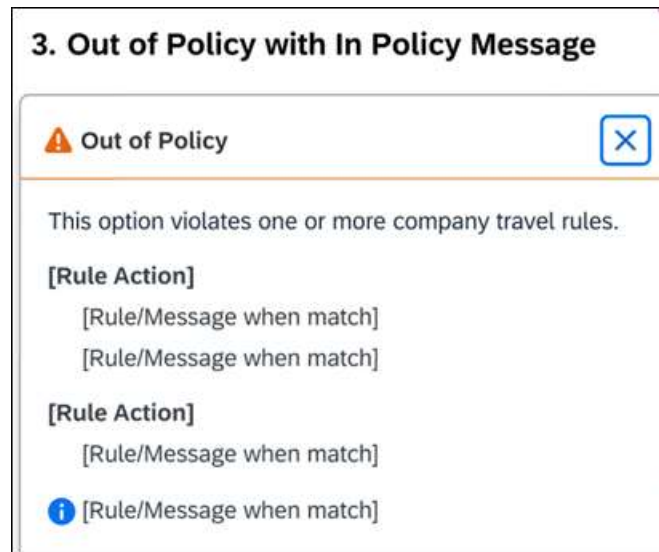 3. Out of Policy with In Policy Message
Out of Policy
This option violates one or more company travel rules.
[Rule Action]
[Rule/Message when match]
[Rule/Message when match]
[Rule Action]
[Rule/Message when match]
[Rule/Message when match]